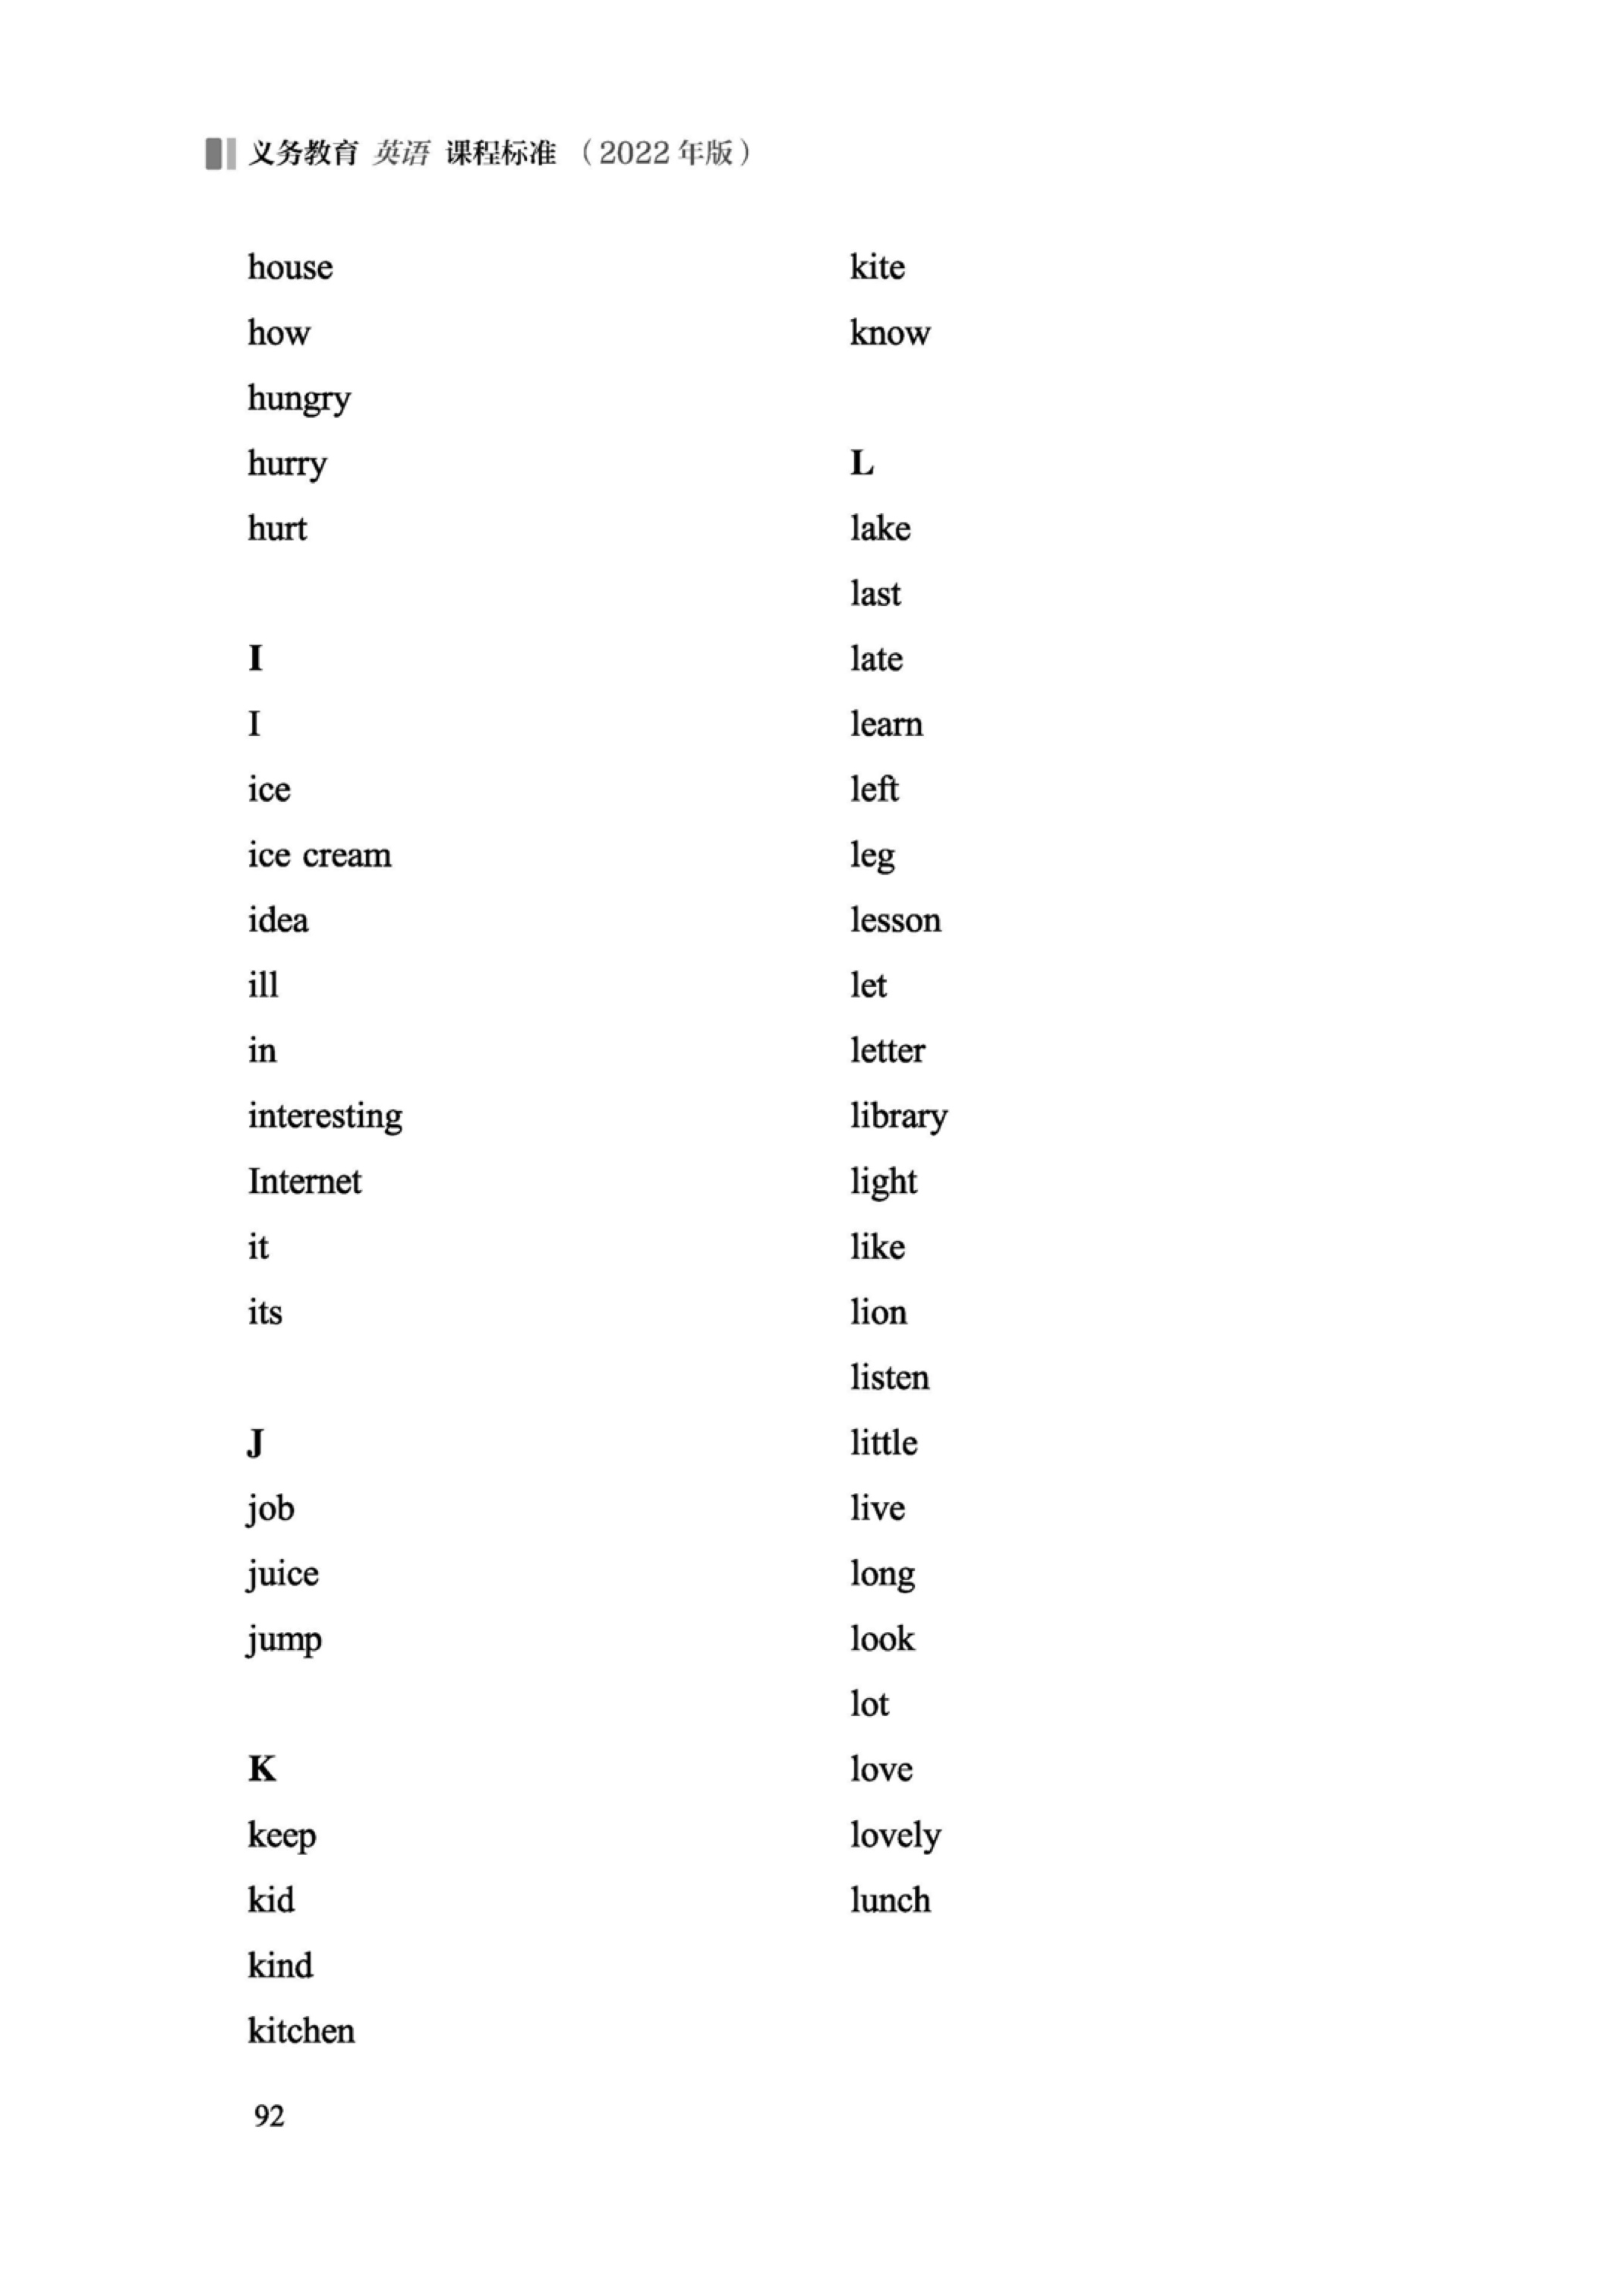 义务教育 英语 课程标准（2022 年版）
house
how
hungry
hurry
hurt
I
I
ice
ice cream
idea
ill
in
interesting
Internet
it
its
J
job
juice
jump
K
keep
kid
kind
kitchen
kite
know
L
lake
last
late
learn
left
leg
lesson
let
letter
library
light
like
lion
listen
little
live
long
look
lot
love
lovely
lunch
92